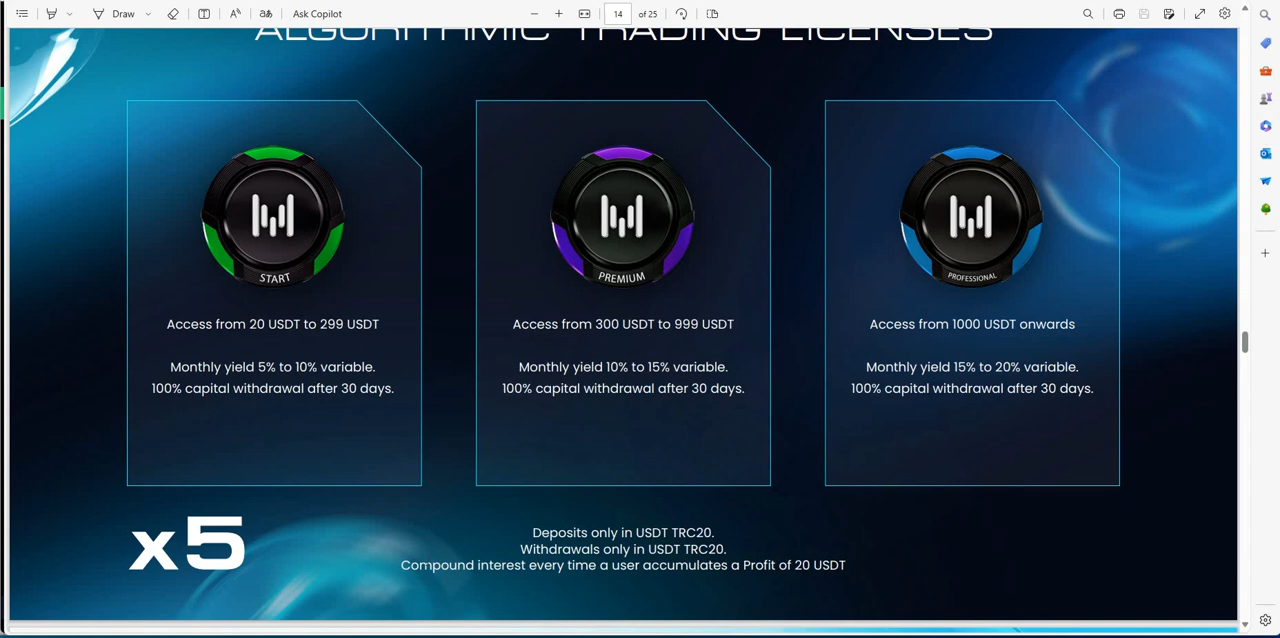 Draw
Ask Copilot
14 of 25
ALGORITHMIC TRADING LICENSES
START
Access from 20 USDT to 299 USDT
Monthly yield 5% to 10% variable.
100% capital withdrawal after 30 days.
PREMIUM
Access from 300 USDT to 999 USDT
Monthly yield 10% to 15% variable.
100% capital withdrawal after 30 days.
PROFESSIONAL
Access from 1000 USDT onwards
Monthly yield 15% to 20% variable.
100% capital withdrawal after 30 days.
x5
Deposits only in USDT TRC20.
Withdrawals only in USDT TRC20.
Compound interest every time a user accumulates a Profit of 20 USDT